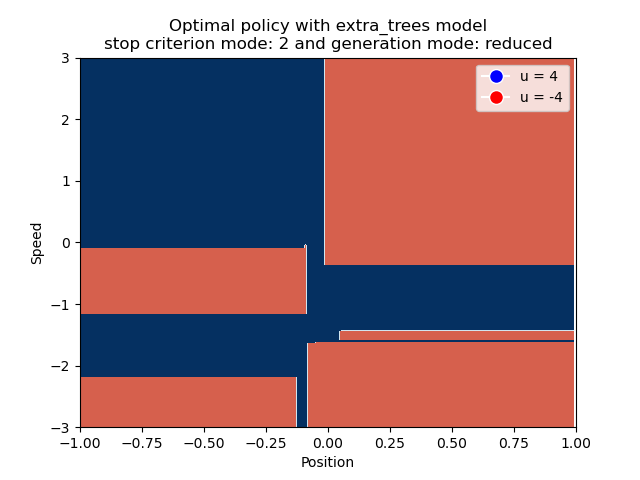 Optimal policy with extra_trees model
stop criterion mode: 2 and generation mode: reduced
u = 4
u = -4
3
2
1
0
−1
−2
−3
Speed
−1.00
−0.75
−0.50
−0.25
0.00
0.25
0.50
0.75
1.00
Position